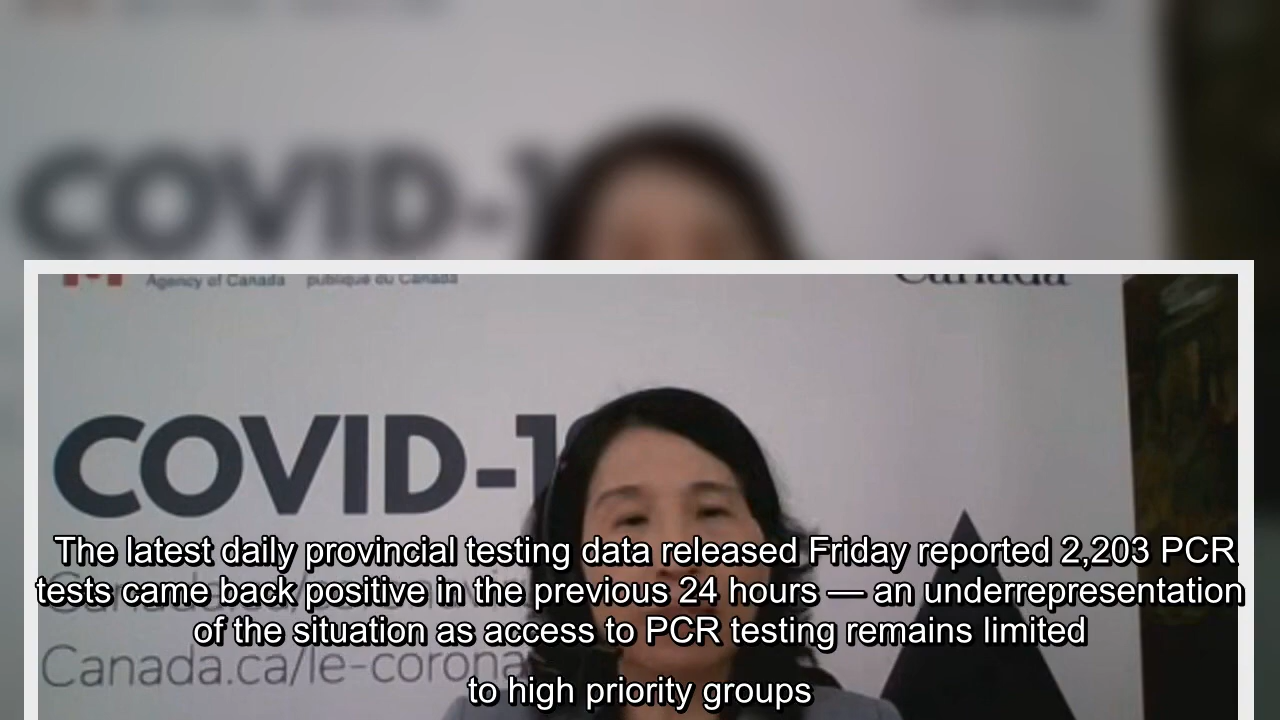 COVID-1
Agency of Canada publique du Canada
Canada
COVID-1
The latest daily provincial testing data released Friday reported 2,203 PCR
tests came back positive in the previous 24 hours — an underrepresentation
of the situation as access to PCR testing remains limited
Canada.ca/le-corona
to high priority groups